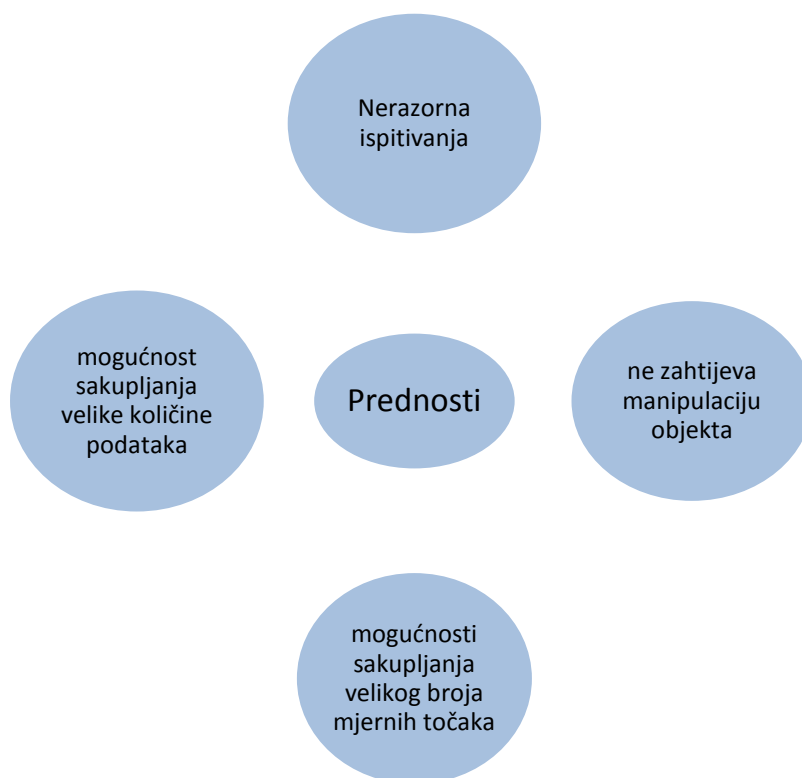 Nerazorna
ispitivanja
mogućnost
sakupljanja
velike količine
podataka
Prednosti
ne zahtijeva
manipulaciju
objekta
mogućnosti
sakupljanja
velikog broja
mjernih točaka